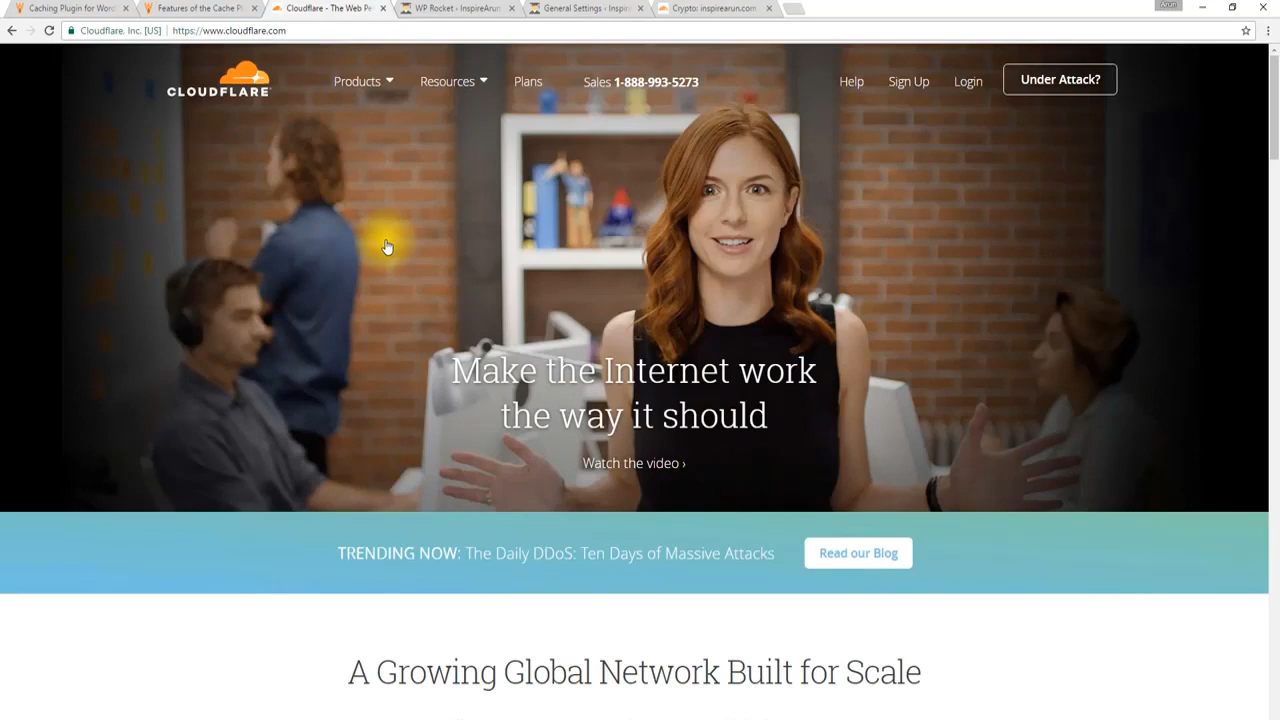 Caching Plugin for Word
Features of the Cache Pl
Cloudflare - The Web Pe
WP Rocket ‹ InspireArun
General Settings ‹ Inspir
Crypto: inspirearun.com
Arun
Cloudflare, Inc. [US]
https://www.cloudflare.com
CLOUDFLARE
Products
Resources
Plans
Sales 1-888-993-5273
Help
Sign Up
Login
Under Attack?
Make the Internet work
the way it should
Watch the video ›
TRENDING NOW: The Daily DDoS: Ten Days of Massive Attacks
Read our Blog
A Growing Global Network Built for Scale